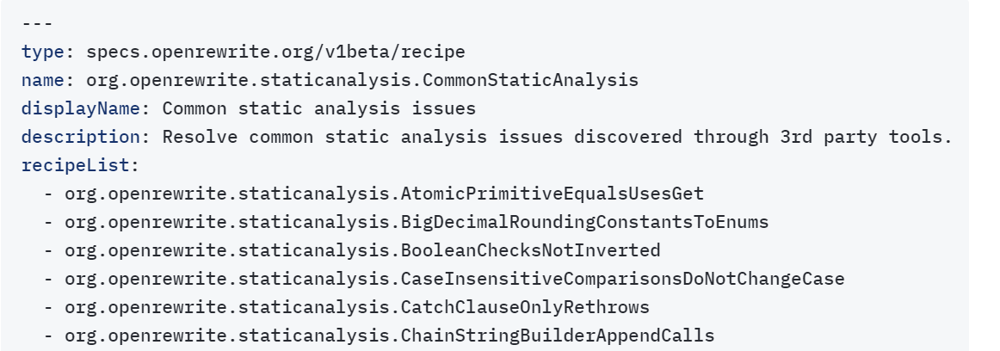 ---
type: specs.openrewrite.org/v1beta/recipe
name: org.openrewrite.staticanalysis.CommonStaticAnalysis
displayName: Common static analysis issues
description: Resolve common static analysis issues discovered through 3rd party tools.
recipeList:
  - org.openrewrite.staticanalysis.AtomicPrimitiveEqualsUsesGet
  - org.openrewrite.staticanalysis.BigDecimalRoundingConstantsToEnums
  - org.openrewrite.staticanalysis.BooleanChecksNotInverted
  - org.openrewrite.staticanalysis.CaseInsensitiveComparisonsDoNotChangeCase
  - org.openrewrite.staticanalysis.CatchClauseOnlyRethrows
  - org.openrewrite.staticanalysis.ChainStringBuilderAppendCalls